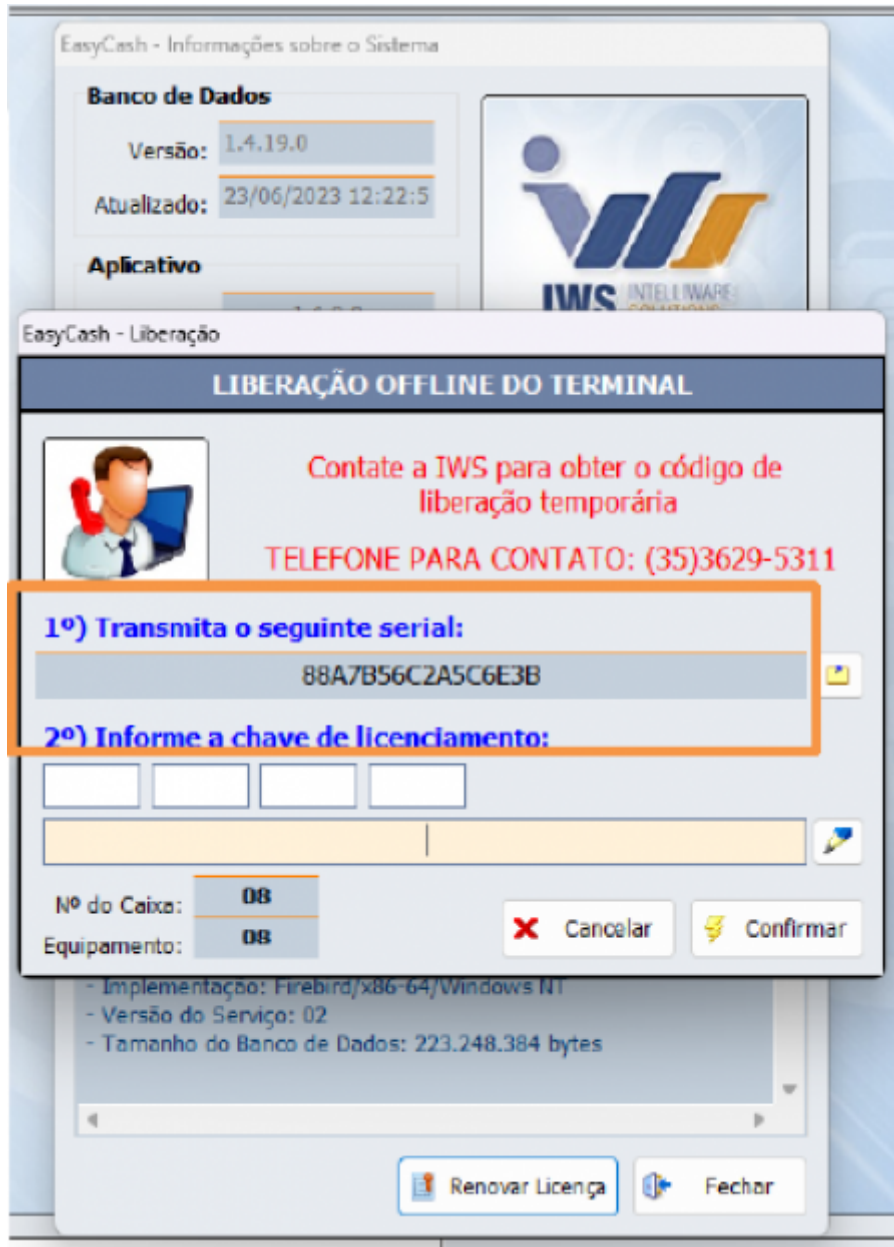 EasyCash - Informações sobre o Sistema
Banco de Dados
Versão: 1.4.19.0
Atualizado: 23/06/2023 12:22:5
Aplicativo
IWS INTELLIWARE
EasyCash - Liberação
LIBERAÇÃO OFFLINE DO TERMINAL
Contate a IWS para obter o código de
liberação temporária
TELEFONE PARA CONTATO: (35)3629-5311
1º) Transmita o seguinte serial:
88A7B56C2A5C6E3B
2º) Informe a chave de licenciamento:
Nº do Caixa: 08
Equipamento: 08
Cancelar
Confirmar
- Implementação: Firebird/x86-64/Windows NT
- Versão do Serviço: 02
- Tamanho do Banco de Dados: 223.248.384 bytes
Renovar Licença
Fechar